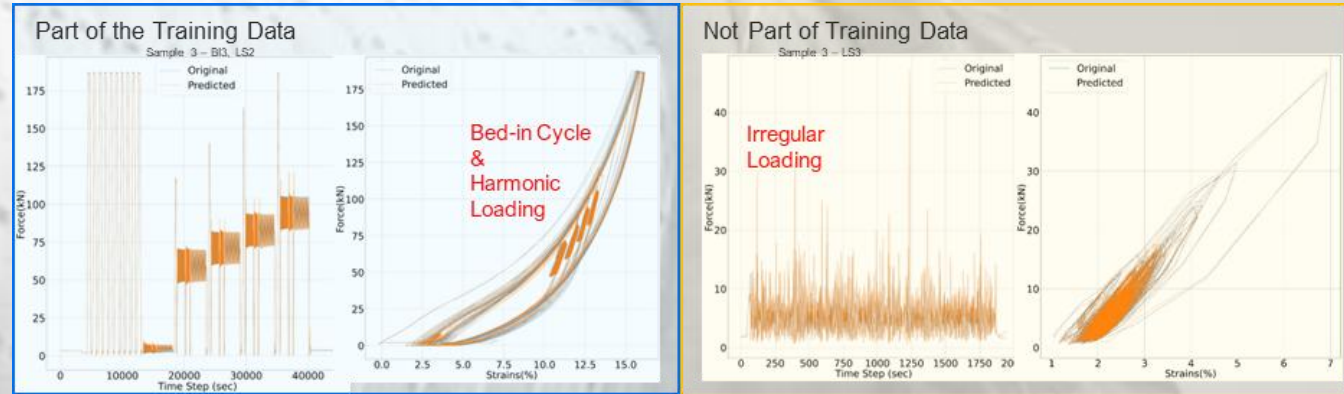 Part of the Training Data
Sample 3 – BI3, LS2
Original
Predicted
175
150
125
100
75
50
25
0
Force(kN)
0
10000
20000
30000
40000
Time Step (sec)
Original
Predicted
Bed-in Cycle
&
Harmonic
Loading
175
150
125
100
75
50
25
0
Force(kN)
0.0
2.5
5.0
7.5
10.0
12.5
15.0
Strains(%)
Not Part of Training Data
Sample 3 – LS3
Original
Predicted
Irregular
Loading
40
30
20
10
0
Force(kN)
0
250
500
750
1000
1250
1500
1750
20
Time Step (sec)
Original
Predicted
40
30
20
10
0
Force(kN)
1
2
3
4
5
6
7
Strains(%)